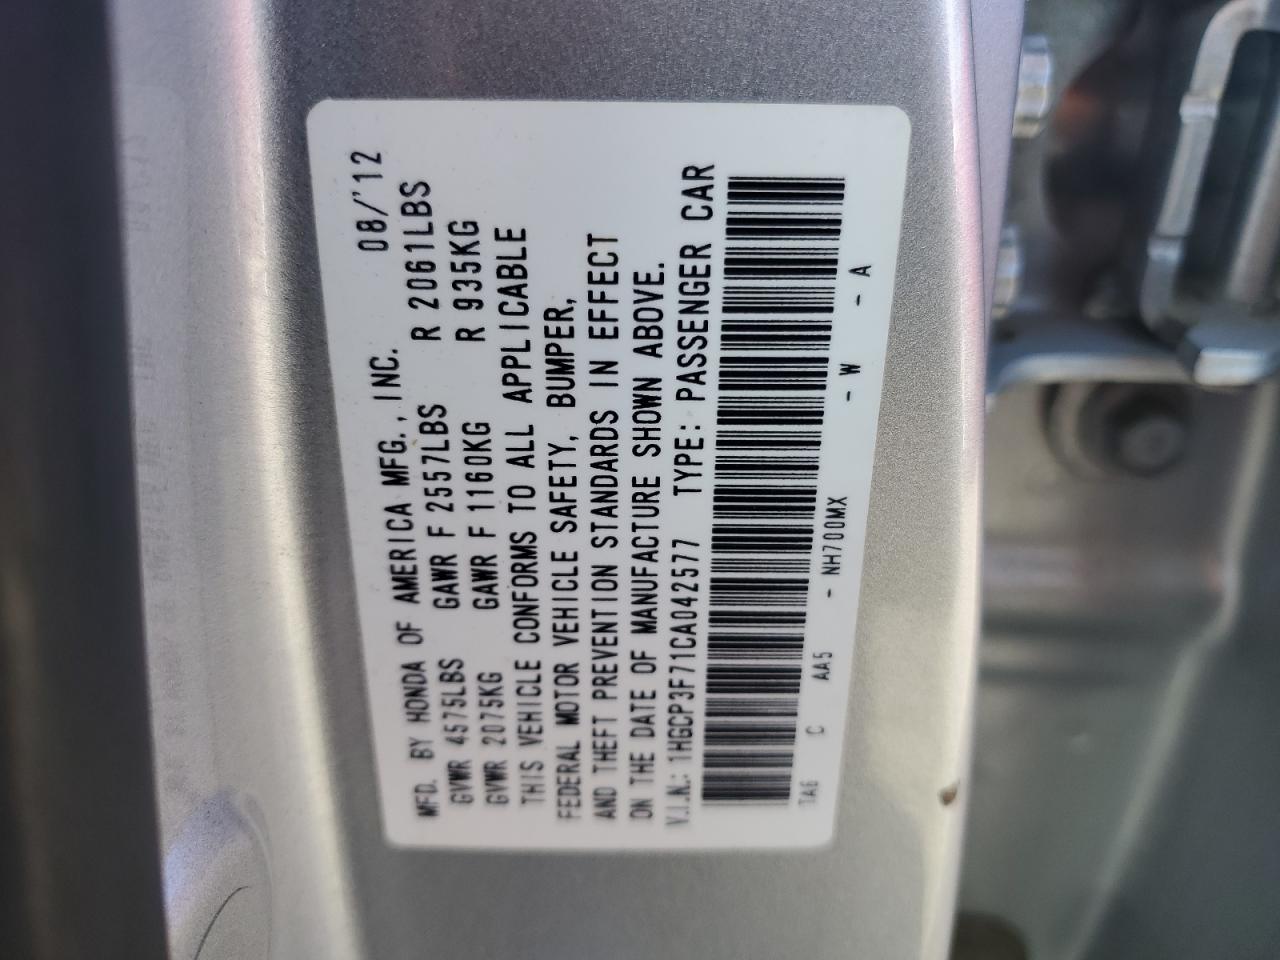 MFD. BY HONDA OF AMERICA MFG., INC. 08/'12
GVWR 4575LBS GAWR F 2557LBS R 2061LBS
GVWR 2075KG GAWR F 1160KG R 935KG
THIS VEHICLE CONFORMS TO ALL APPLICABLE
FEDERAL MOTOR VEHICLE SAFETY, BUMPER,
AND THEFT PREVENTION STANDARDS IN EFFECT
ON THE DATE OF MANUFACTURE SHOWN ABOVE.
V.I.N.: 1HGCP3F71CA042577 TYPE: PASSENGER CAR
TA6 C AA5 - NH700MX - W - A